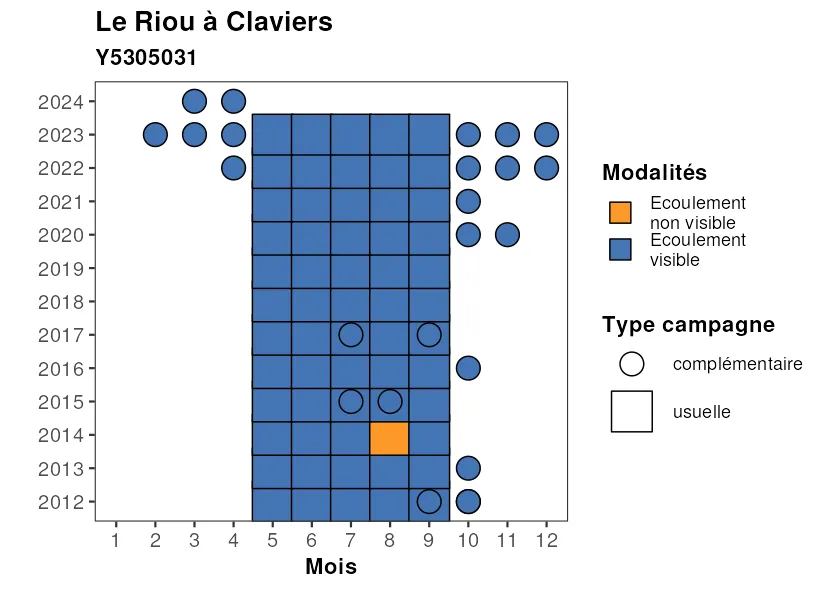 Le Riou à Claviers
Y5305031
2024
2023
2022
2021
2020
2019
2018
2017
2016
2015
2014
2013
2012
1 2 3 4 5 6 7 8 9 10 11 12
Mois
Modalités
Ecoulement
non visible
Ecoulement
visible
Type campagne
complémentaire
usuelle